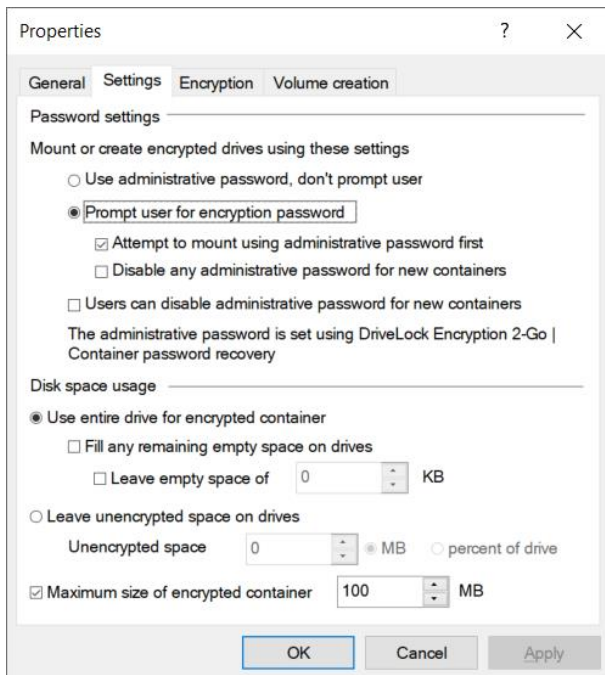 Properties ?
General Settings Encryption Volume creation
Password settings
Mount or create encrypted drives using these settings
Use administrative password, don't prompt user
Prompt user for encryption password
Attempt to mount using administrative password first
Disable any administrative password for new containers
Users can disable administrative password for new containers
The administrative password is set using DriveLock Encryption 2-Go |
Container password recovery
Disk space usage
Use entire drive for encrypted container
Fill any remaining empty space on drives
Leave empty space of 0 KB
Leave unencrypted space on drives
Unencrypted space 0 MB percent of drive
Maximum size of encrypted container 100 MB
OK Cancel Apply